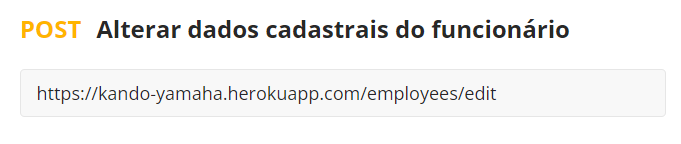 POST Alterar dados cadastrais do funcionário
https://kando-yamaha.herokuapp.com/employees/edit